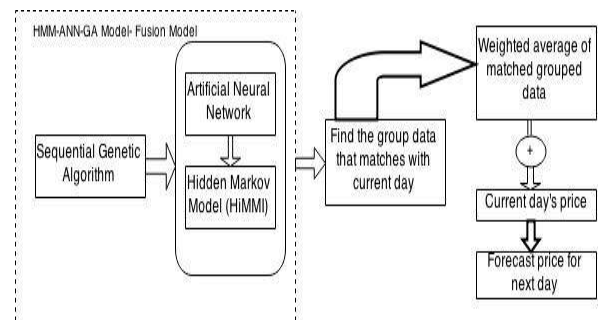 HMM-ANN-GA Model- Fusion Model
Sequential Genetic
Algorithm
Artificial Neural
Network
Hidden Markov
Model (HiMMI)
Find the group data
that matches with
current day
Weighted average of
matched grouped
data
+
Current day's price
Forecast price for
next day